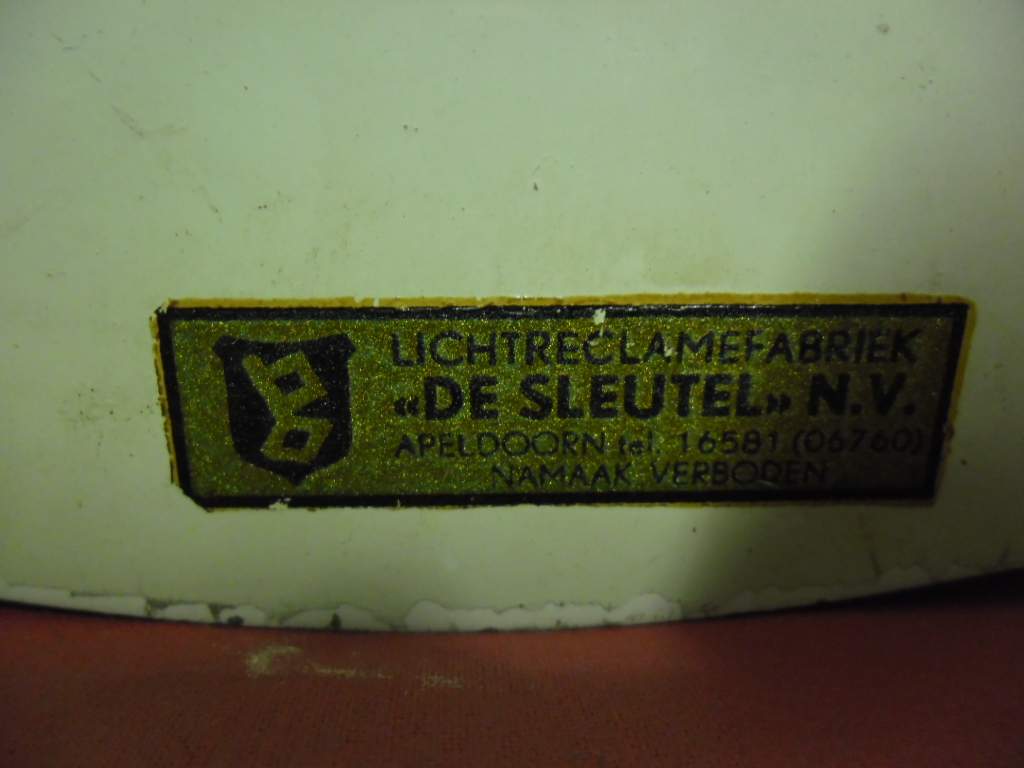 LICHTRECLAMEFABRIEK
«DE SLEUTEL» N.V.
APELDOORN tel. 16581 (06760)
NAMAAK VERBODEN